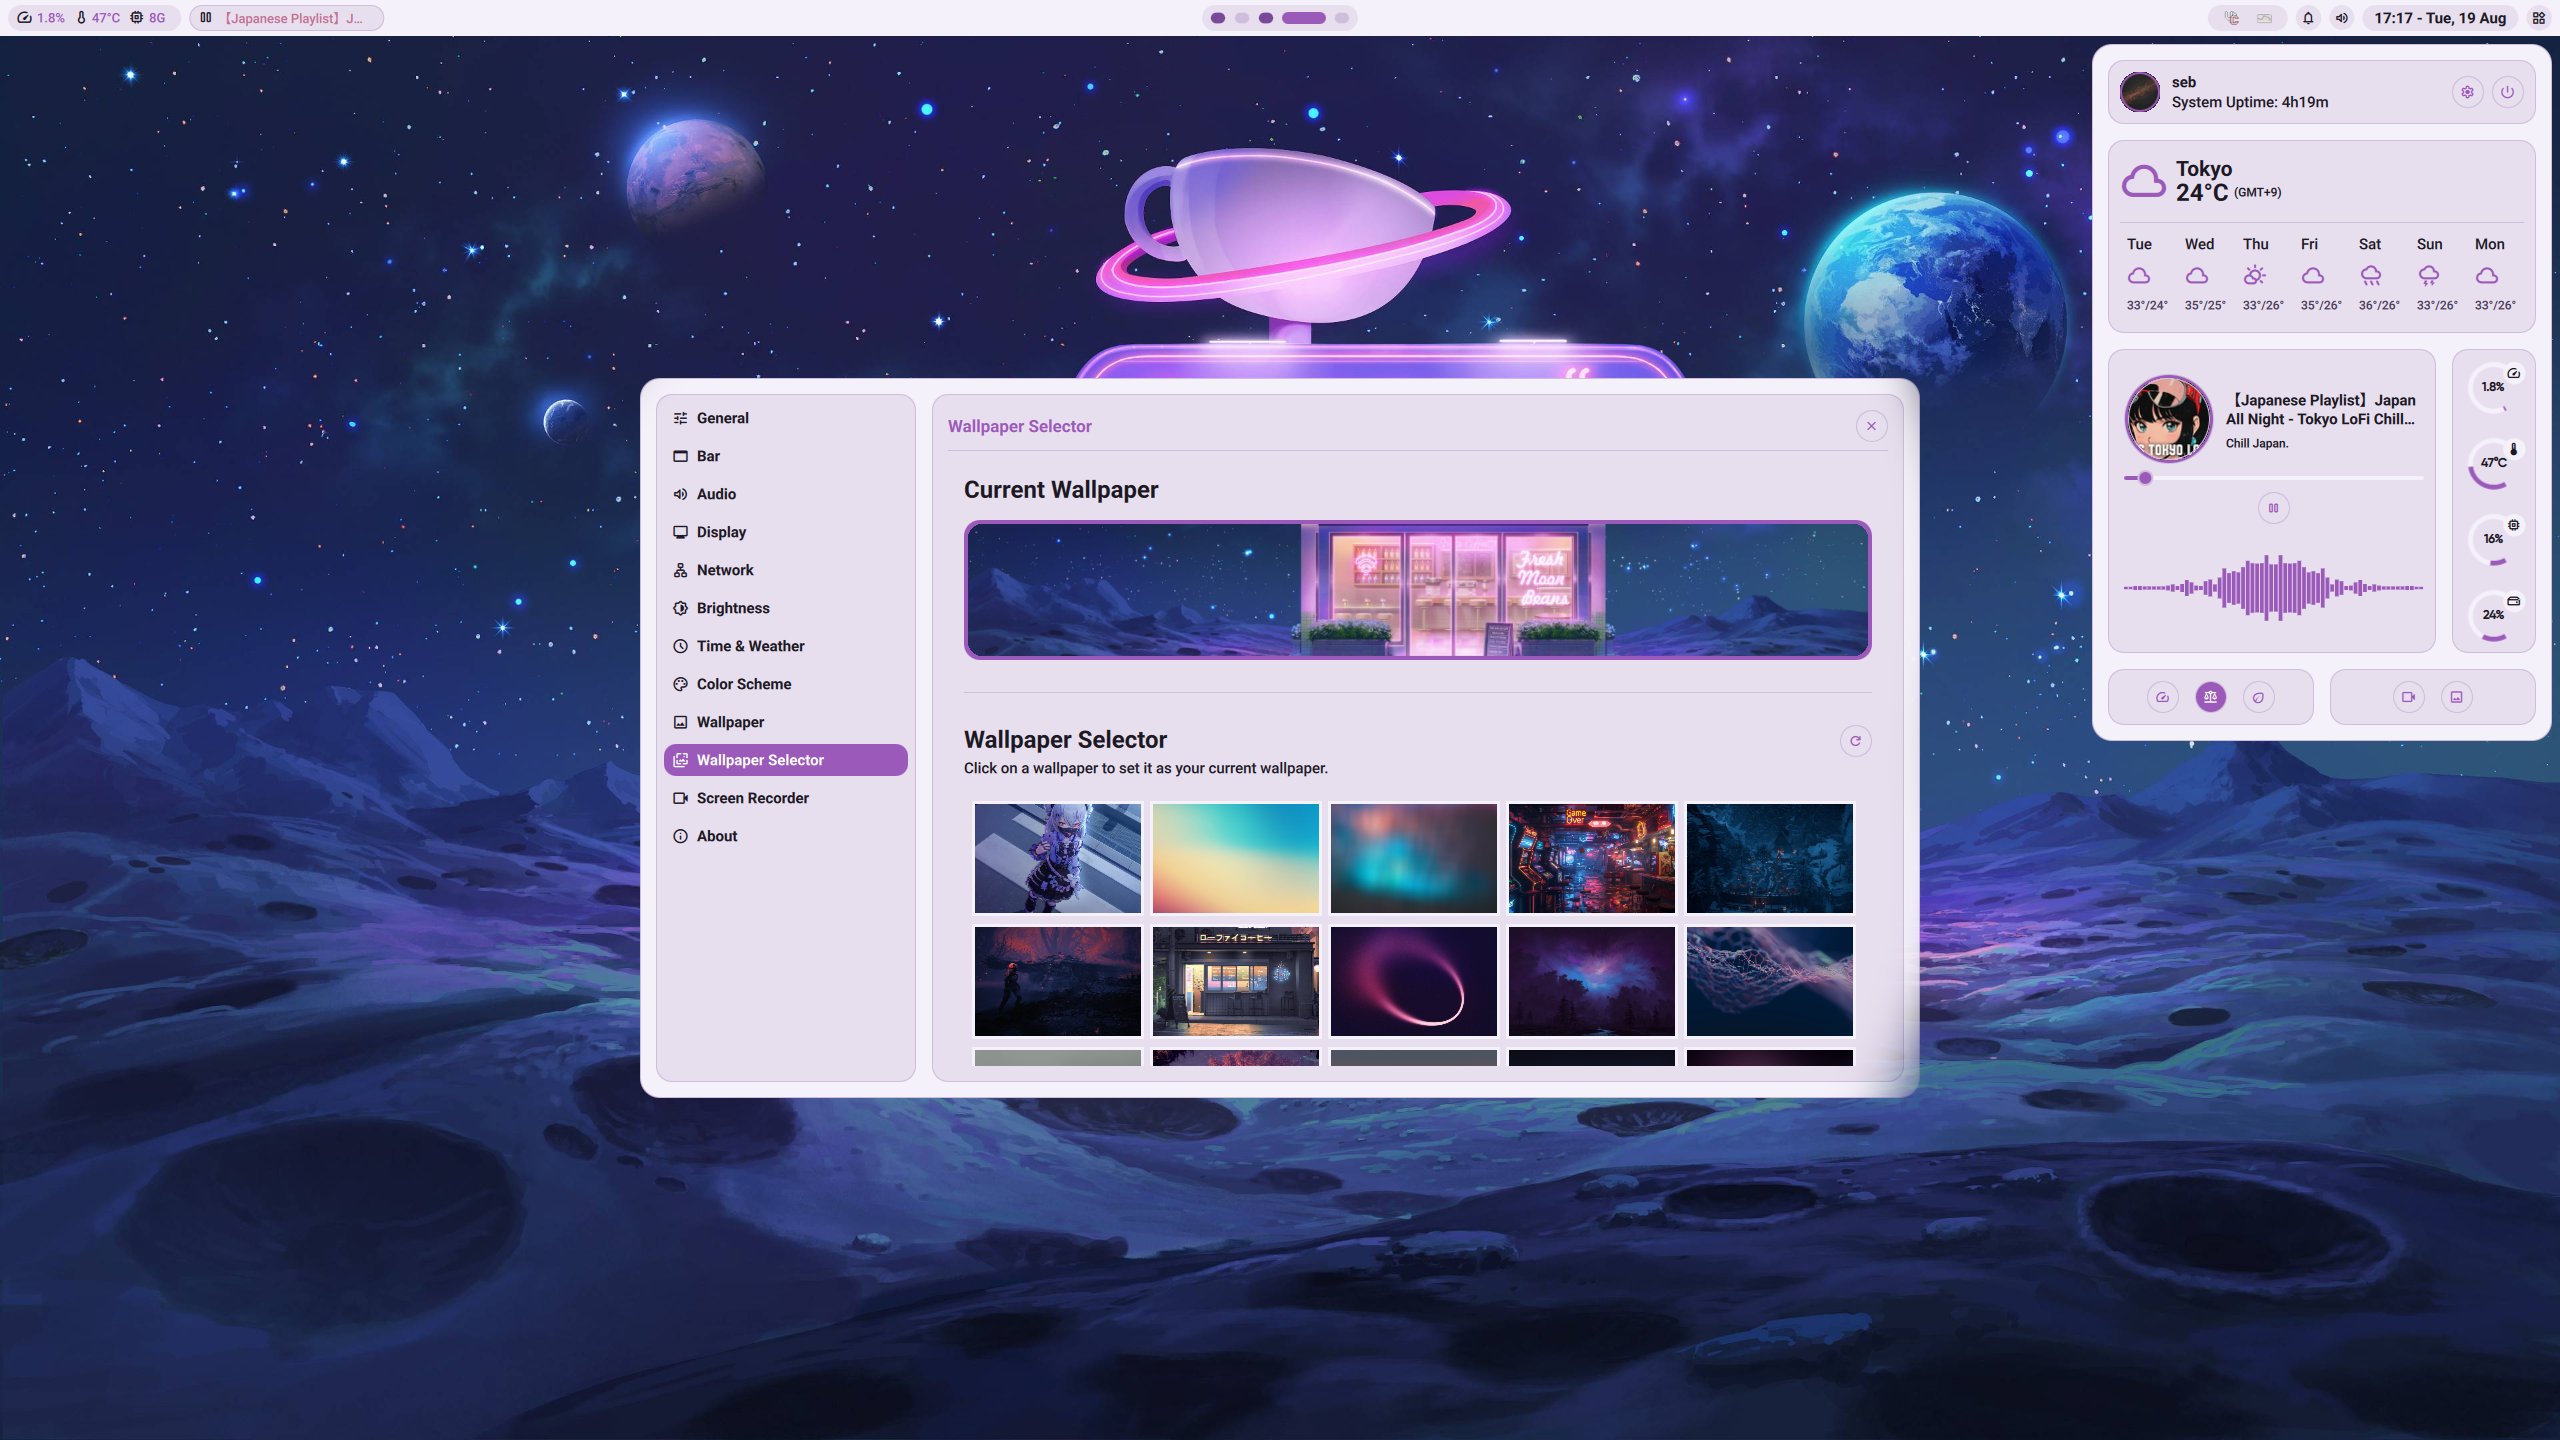 1.8% 47°C 8G
【Japanese Playlist】J...
17:17 - Tue, 19 Aug
seb
System Uptime: 4h19m
Tokyo
24°C (GMT+9)
Tue Wed Thu Fri Sat Sun Mon
33°/24° 35°/25° 33°/26° 35°/26° 36°/26° 33°/26° 33°/26°
【Japanese Playlist】Japan
All Night - Tokyo LoFi Chill...
Chill Japan.
1.8%
47°C
16%
24%
General
Bar
Audio
Display
Network
Brightness
Time & Weather
Color Scheme
Wallpaper
Wallpaper Selector
Screen Recorder
About
Wallpaper Selector
Current Wallpaper
Fresh
Moon
Beans
Wallpaper Selector
Click on a wallpaper to set it as your current wallpaper.
Game
Over
ローファイコーヒー